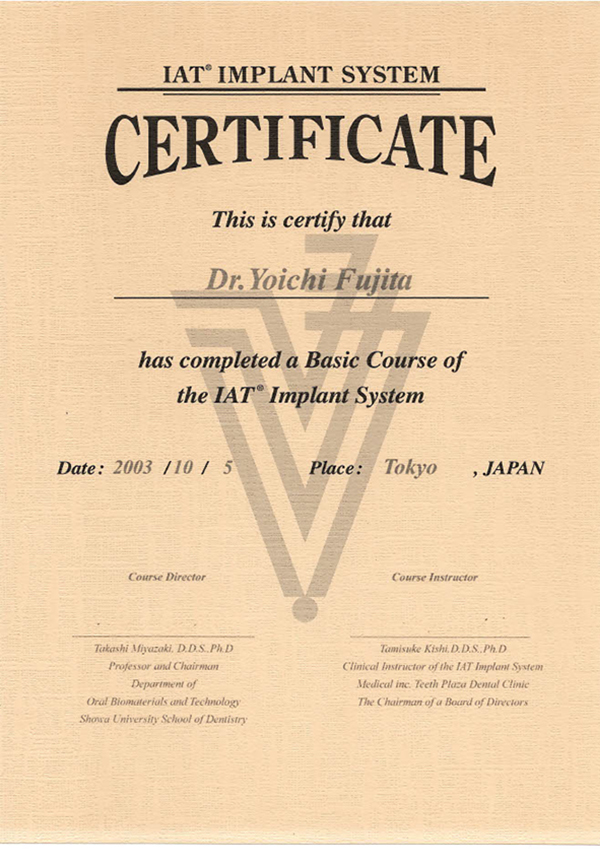 IAT® IMPLANT SYSTEM
CERTIFICATE
This is certify that
Dr. Yoichi Fujita
has completed a Basic Course of
the IAT® Implant System
Date: 2003 / 10 / 5 Place: Tokyo , JAPAN
Course Director
Takashi Miyazaki, D.D.S.,Ph.D
Professor and Chairman
Department of
Oral Biomaterials and Technology
Showa University School of Dentistry
Course Instructor
Tamisuke Kishi.D.D.S.,Ph.D
Clinical Instructor of the IAT Implant System
Medical inc. Teeth Plaza Dental Clinic
The Chairman of a Board of Directors